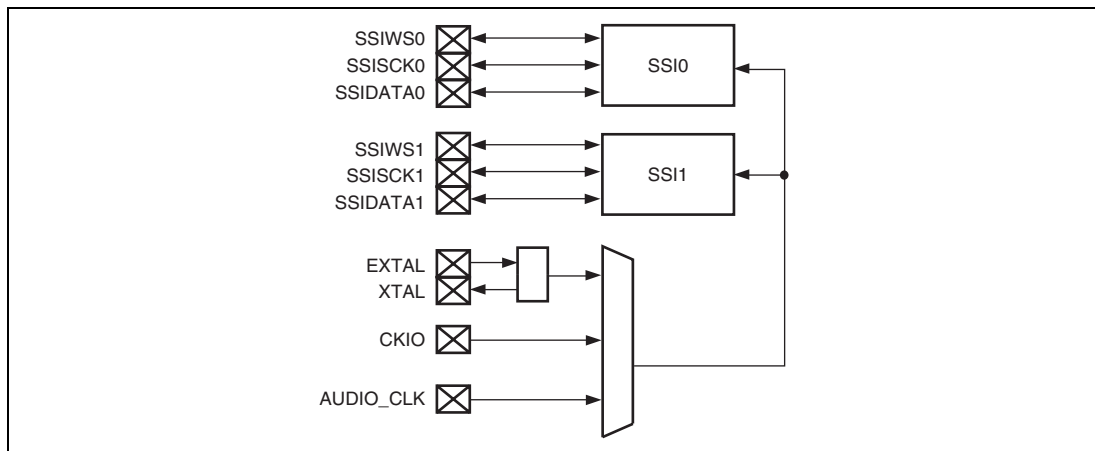 SSIWS0
SSISCK0
SSIDATA0
SSI0
SSIWS1
SSISCK1
SSIDATA1
SSI1
EXTAL
XTAL
CKIO
AUDIO_CLK